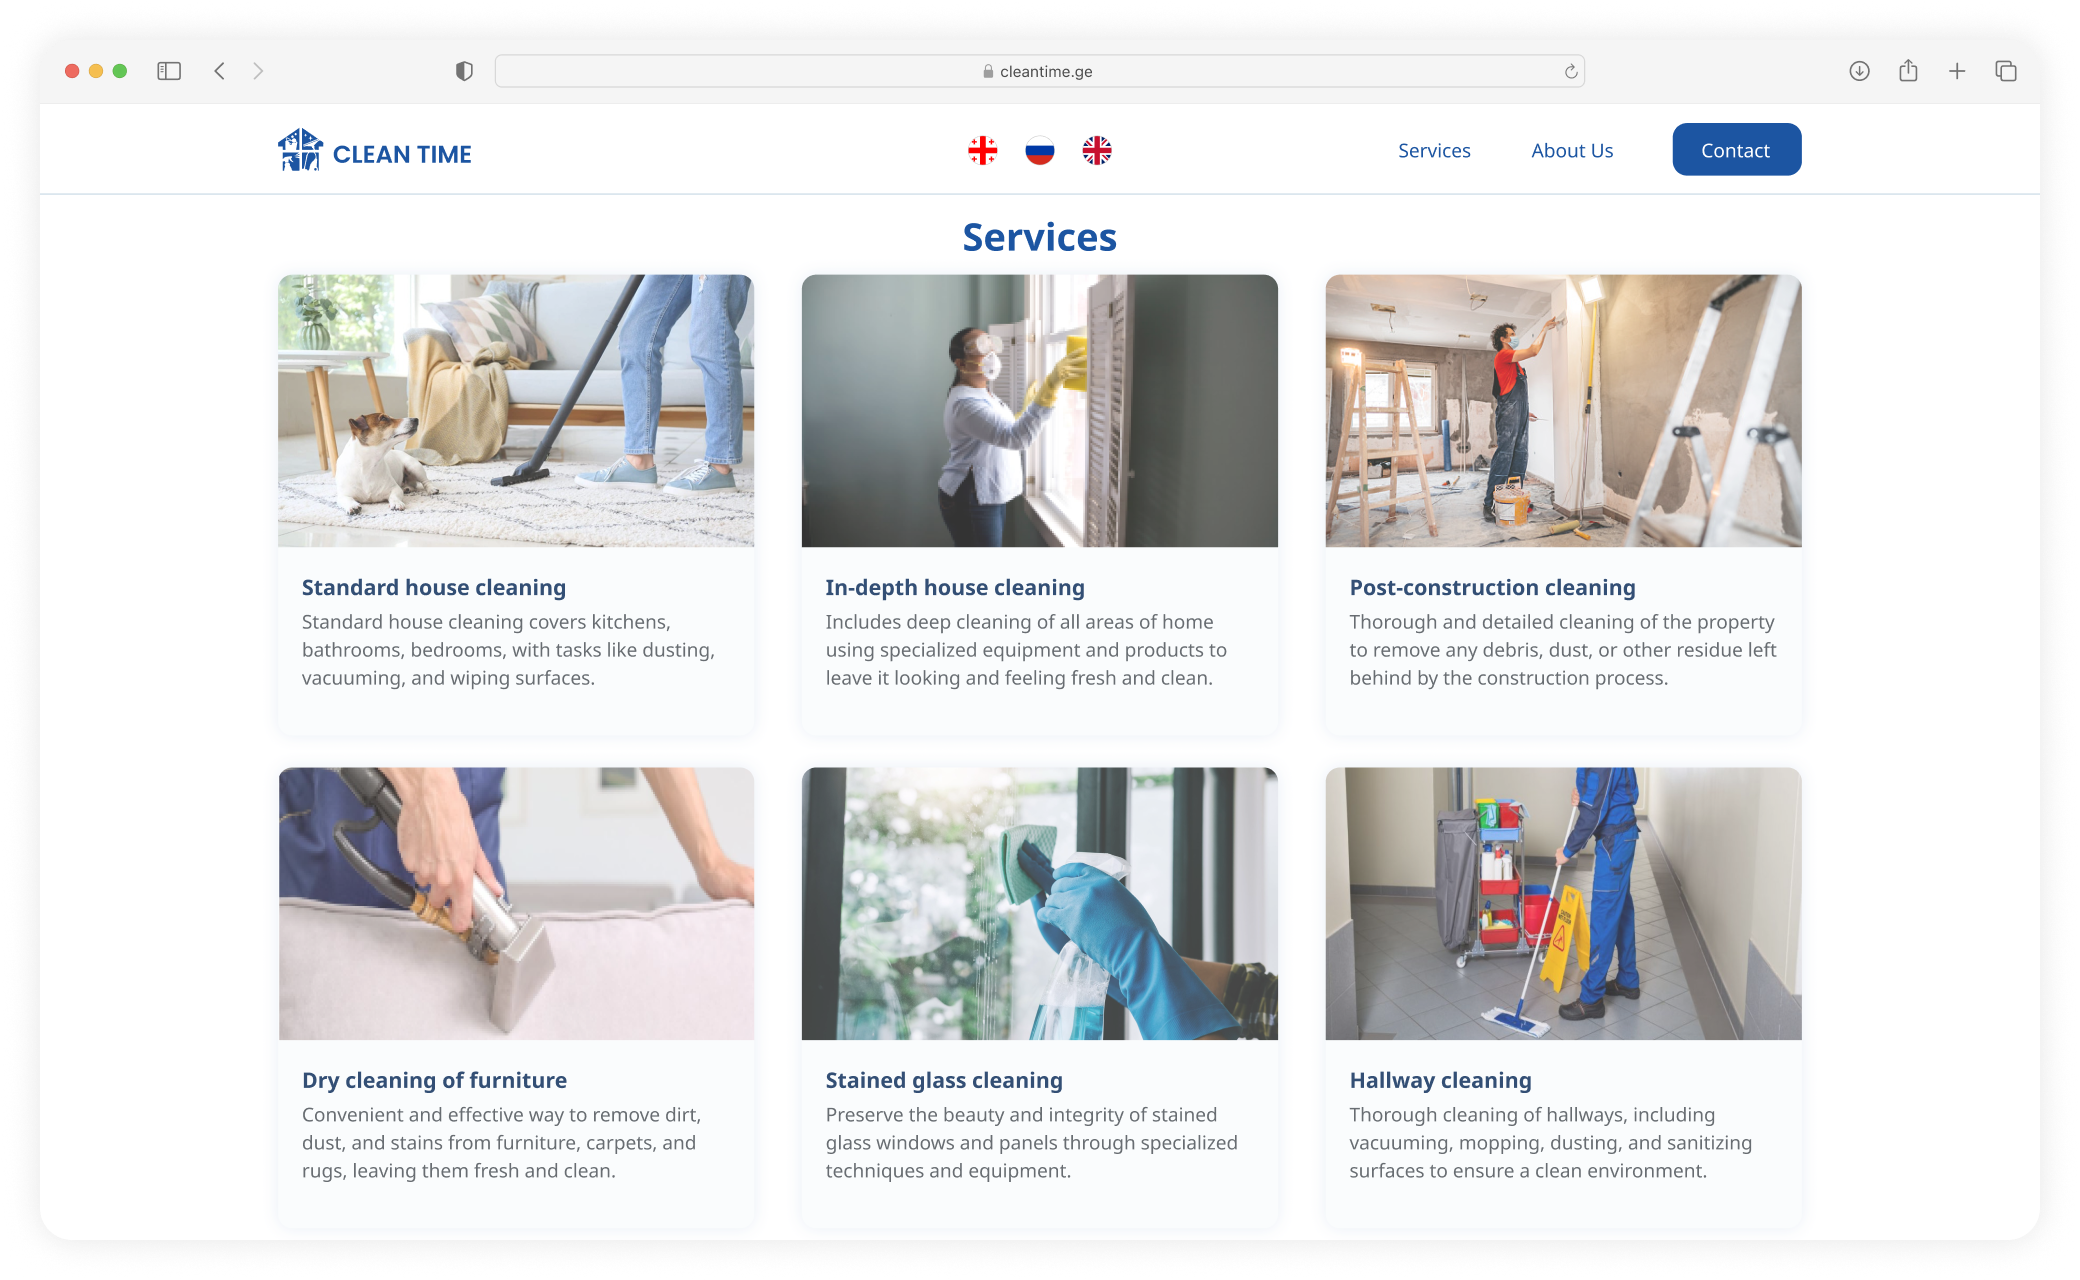 cleantime.ge
CLEAN TIME
Services
About Us
Contact
Services
Standard house cleaning
Standard house cleaning covers kitchens,
bathrooms, bedrooms, with tasks like dusting,
vacuuming, and wiping surfaces.
In-depth house cleaning
Includes deep cleaning of all areas of home
using specialized equipment and products to
leave it looking and feeling fresh and clean.
Post-construction cleaning
Thorough and detailed cleaning of the property
to remove any debris, dust, or other residue left
behind by the construction process.
Dry cleaning of furniture
Convenient and effective way to remove dirt,
dust, and stains from furniture, carpets, and
rugs, leaving them fresh and clean.
Stained glass cleaning
Preserve the beauty and integrity of stained
glass windows and panels through specialized
techniques and equipment.
Hallway cleaning
Thorough cleaning of hallways, including
vacuuming, mopping, dusting, and sanitizing
surfaces to ensure a clean environment.